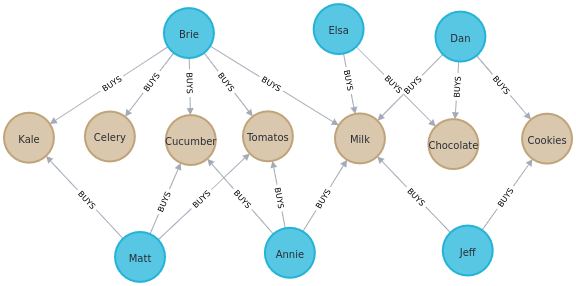 Brie
Elsa
Dan
BUYS
BUYS
BUYS
BUYS
BUYS
BUYS
BUYS
BUYS
BUYS
BUYS
Kale
Celery
Cucumber
Tomatos
Milk
Chocolate
Cookies
BUYS
BUYS
BUYS
BUYS
BUYS
BUYS
BUYS
BUYS
Matt
Annie
Jeff